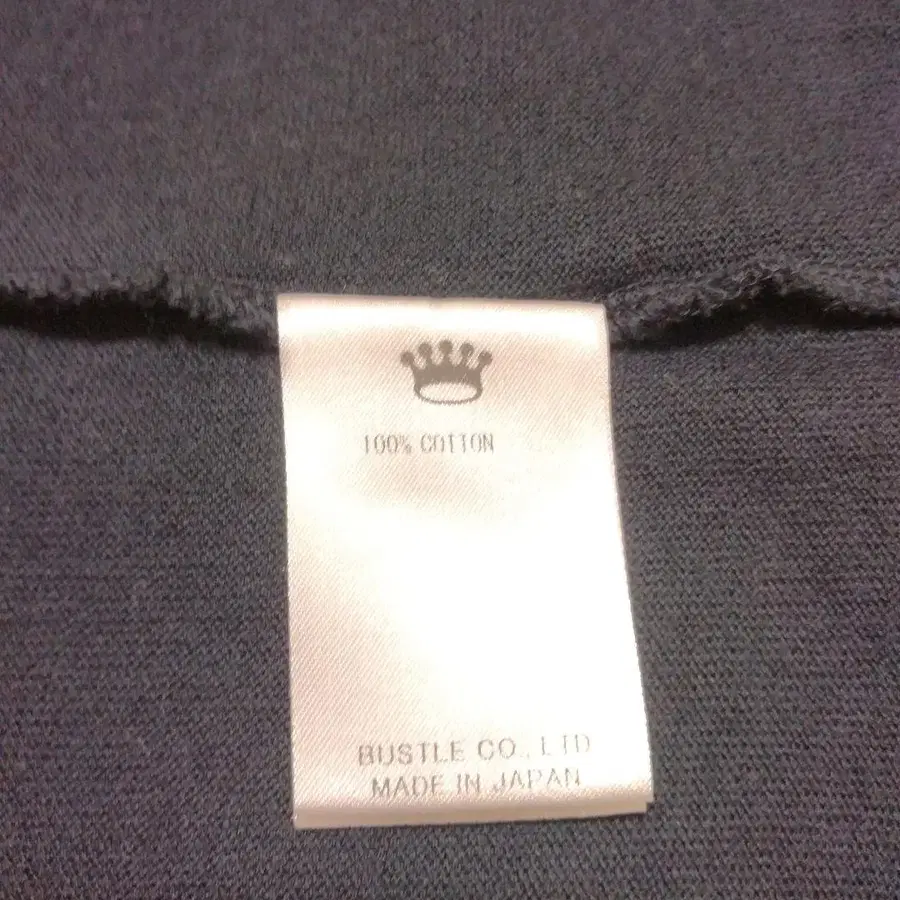 100% COTTON
BUSTLE CO., LTD
MADE IN JAPAN